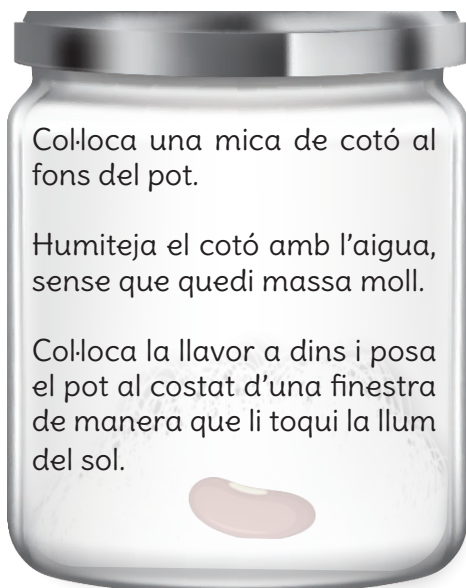 Col·loca una mica de cotó al
fons del pot.
Humiteja el cotó amb l'aigua,
sense que quedi massa moll.
Col·loca la llavor a dins i posa
el pot al costat d'una finestra
de manera que li toqui la llum
del sol.